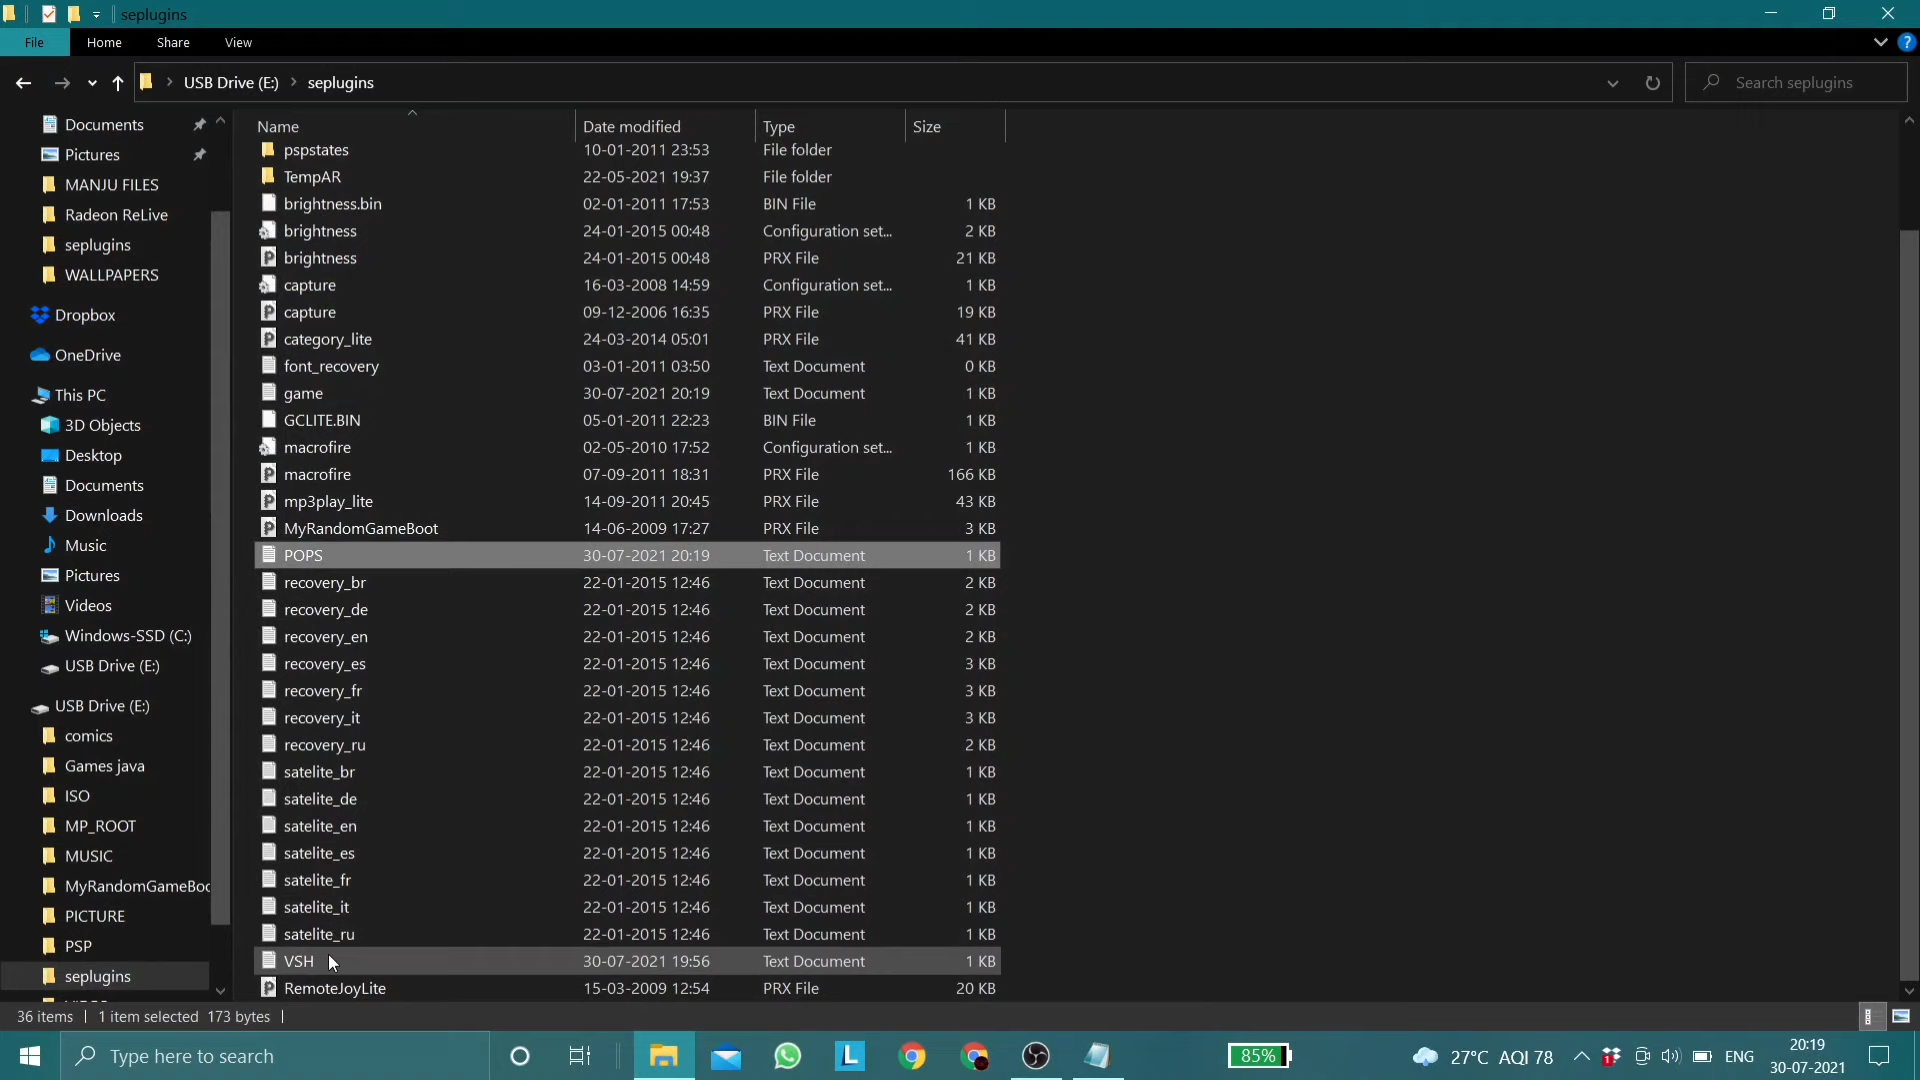 seplugins
File Home Share View
USB Drive (E:) seplugins
Search seplugins
Documents
Pictures
MANJU FILES
Radeon ReLive
seplugins
WALLPAPERS
Dropbox
OneDrive
This PC
3D Objects
Desktop
Documents
Downloads
Music
Pictures
Videos
Windows-SSD (C:)
USB Drive (E:)
USB Drive (E:)
comics
Games java
ISO
MP_ROOT
MUSIC
MyRandomGameBoo
PICTURE
PSP
seplugins
Name Date modified Type Size
pspstates 10-01-2011 23:53 File folder
TempAR 22-05-2021 19:37 File folder
brightness.bin 02-01-2011 17:53 BIN File 1 KB
brightness 24-01-2015 00:48 Configuration set... 2 KB
brightness 24-01-2015 00:48 PRX File 21 KB
capture 16-03-2008 14:59 Configuration set... 1 KB
capture 09-12-2006 16:35 PRX File 19 KB
category_lite 24-03-2014 05:01 PRX File 41 KB
font_recovery 03-01-2011 03:50 Text Document 0 KB
game 30-07-2021 20:19 Text Document 1 KB
GCLITE.BIN 05-01-2011 22:23 BIN File 1 KB
macrofire 02-05-2010 17:52 Configuration set... 1 KB
macrofire 07-09-2011 18:31 PRX File 166 KB
mp3play_lite 14-09-2011 20:45 PRX File 43 KB
MyRandomGameBoot 14-06-2009 17:27 PRX File 3 KB
POPS 30-07-2021 20:19 Text Document 1 KB
recovery_br 22-01-2015 12:46 Text Document 2 KB
recovery_de 22-01-2015 12:46 Text Document 2 KB
recovery_en 22-01-2015 12:46 Text Document 2 KB
recovery_es 22-01-2015 12:46 Text Document 3 KB
recovery_fr 22-01-2015 12:46 Text Document 3 KB
recovery_it 22-01-2015 12:46 Text Document 3 KB
recovery_ru 22-01-2015 12:46 Text Document 2 KB
satelite_br 22-01-2015 12:46 Text Document 1 KB
satelite_de 22-01-2015 12:46 Text Document 1 KB
satelite_en 22-01-2015 12:46 Text Document 1 KB
satelite_es 22-01-2015 12:46 Text Document 1 KB
satelite_fr 22-01-2015 12:46 Text Document 1 KB
satelite_it 22-01-2015 12:46 Text Document 1 KB
satelite_ru 22-01-2015 12:46 Text Document 1 KB
VSH 30-07-2021 19:56 Text Document 1 KB
RemoteJoyLite 15-03-2009 12:54 PRX File 20 KB
36 items 1 item selected 173 bytes
Type here to search
85%
27°C AQI 78
ENG
20:19
30-07-2021